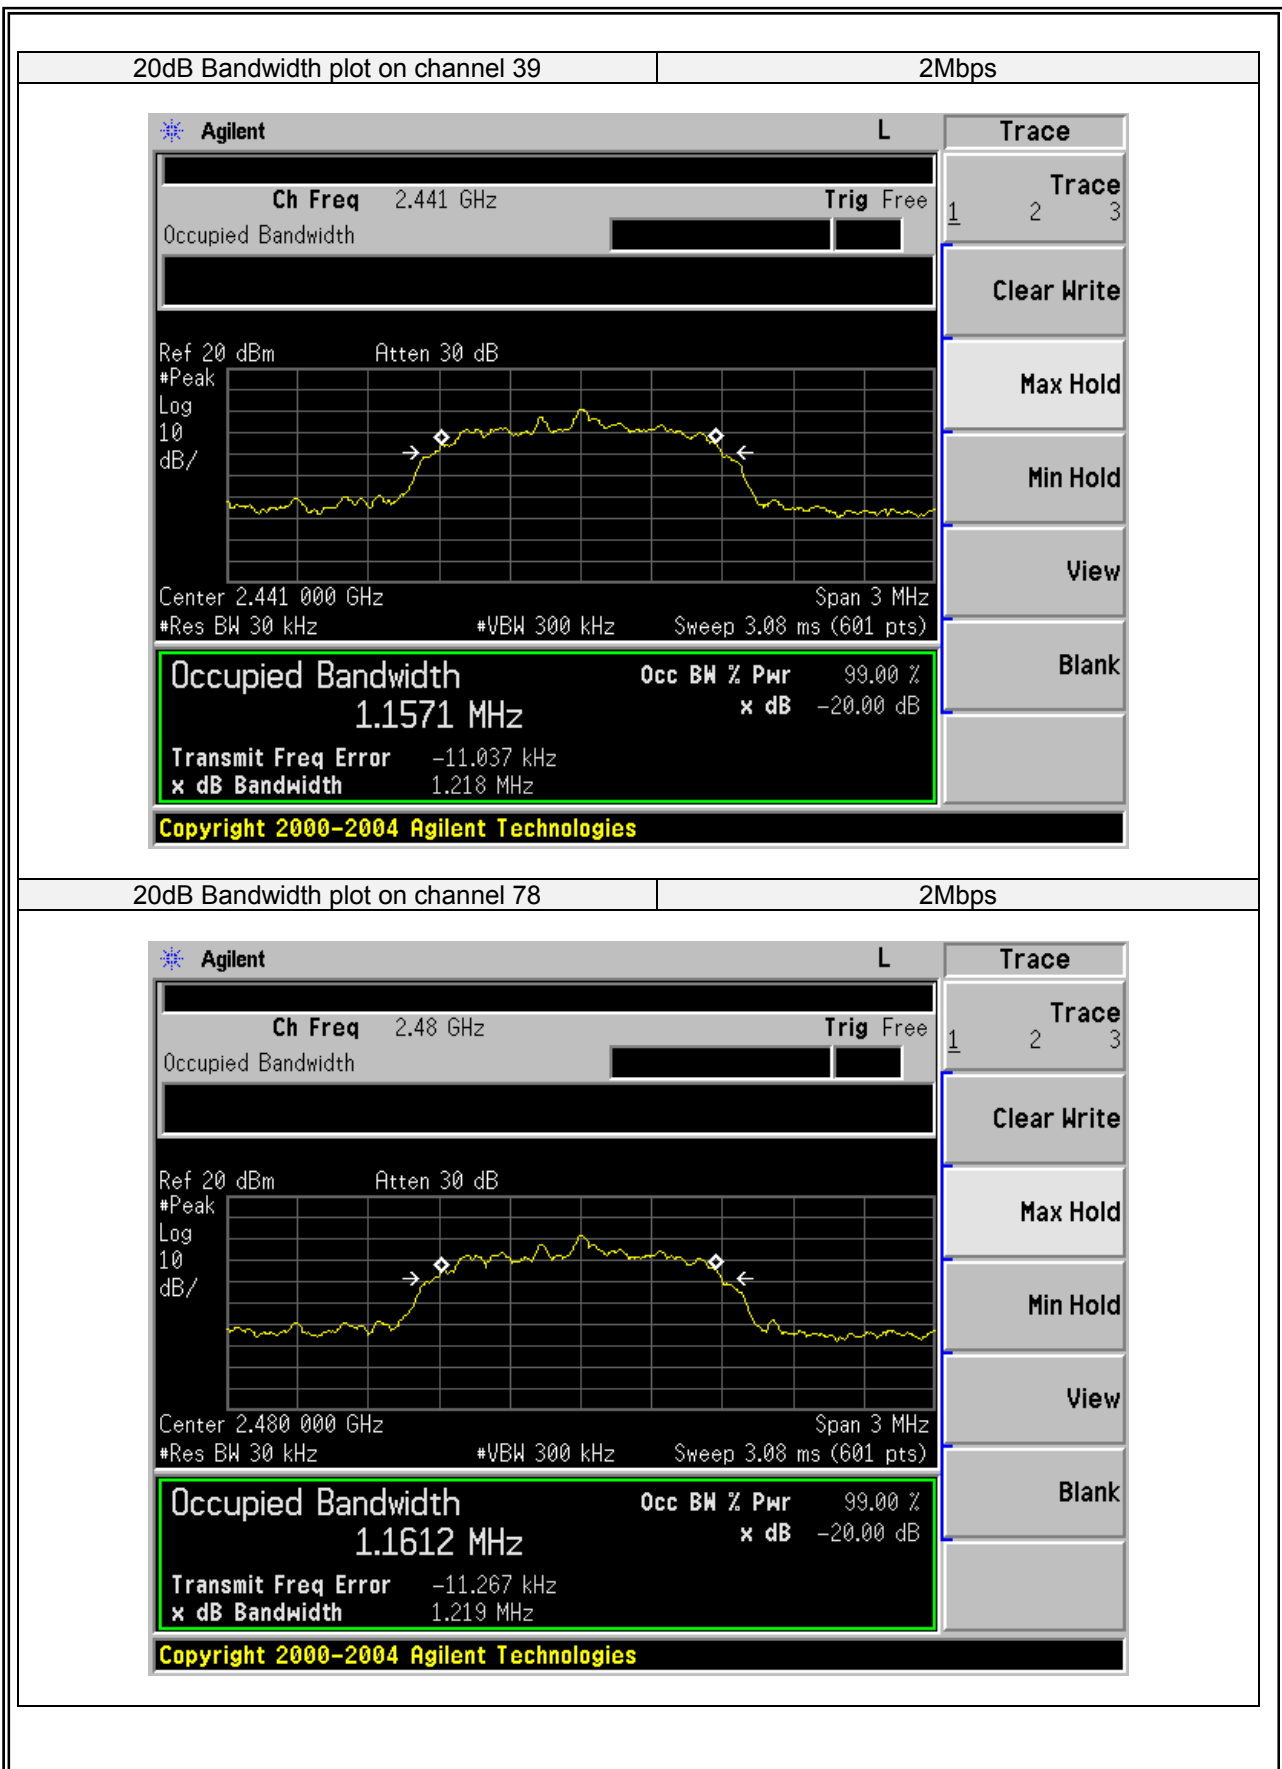 20dB Bandwidth plot on channel 39 2Mbps
Agilent L Trace
Ch Freq 2.441 GHz Trig Free
Trace
1 2 3
Occupied Bandwidth
Clear Write
Ref 20 dBm Atten 30 dB
#Peak
Log
10
dB/
Max Hold
Min Hold
View
Center 2.441 000 GHz Span 3 MHz
#Res BW 30 kHz #VBW 300 kHz Sweep 3.08 ms (601 pts)
Blank
Occupied Bandwidth Occ BW % Pwr 99.00 %
1.1571 MHz x dB -20.00 dB
Transmit Freq Error -11.037 kHz
x dB Bandwidth 1.218 MHz
Copyright 2000-2004 Agilent Technologies
20dB Bandwidth plot on channel 78 2Mbps
Agilent L Trace
Ch Freq 2.48 GHz Trig Free
Trace
1 2 3
Occupied Bandwidth
Clear Write
Ref 20 dBm Atten 30 dB
#Peak
Log
10
dB/
Max Hold
Min Hold
View
Center 2.480 000 GHz Span 3 MHz
#Res BW 30 kHz #VBW 300 kHz Sweep 3.08 ms (601 pts)
Blank
Occupied Bandwidth Occ BW % Pwr 99.00 %
1.1612 MHz x dB -20.00 dB
Transmit Freq Error -11.267 kHz
x dB Bandwidth 1.219 MHz
Copyright 2000-2004 Agilent Technologies